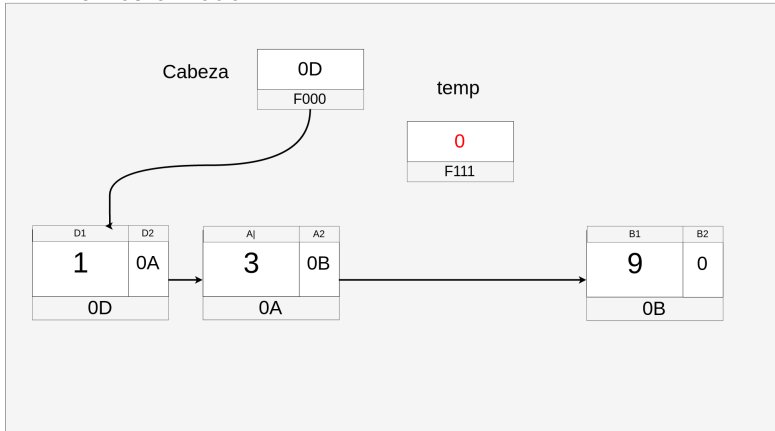 Cabeza
0D
F000
temp
0
F111
D1 D2
1 0A
0D
A| A2
3 0B
0A
B1 B2
9 0
0B